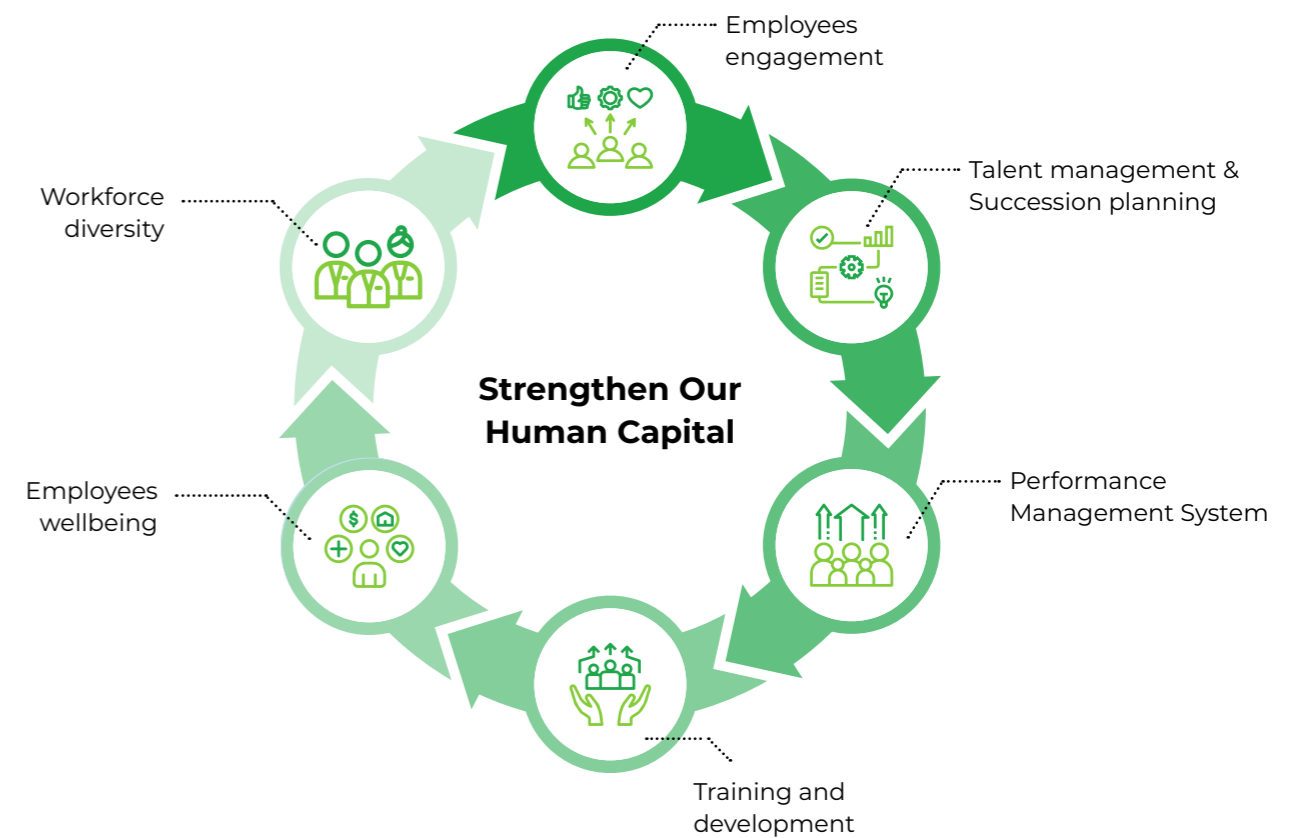 Employees
engagement
Talent management &
Succession planning
Workforce
diversity
Strengthen Our
Human Capital
Employees
wellbeing
Performance
Management System
Training and
development